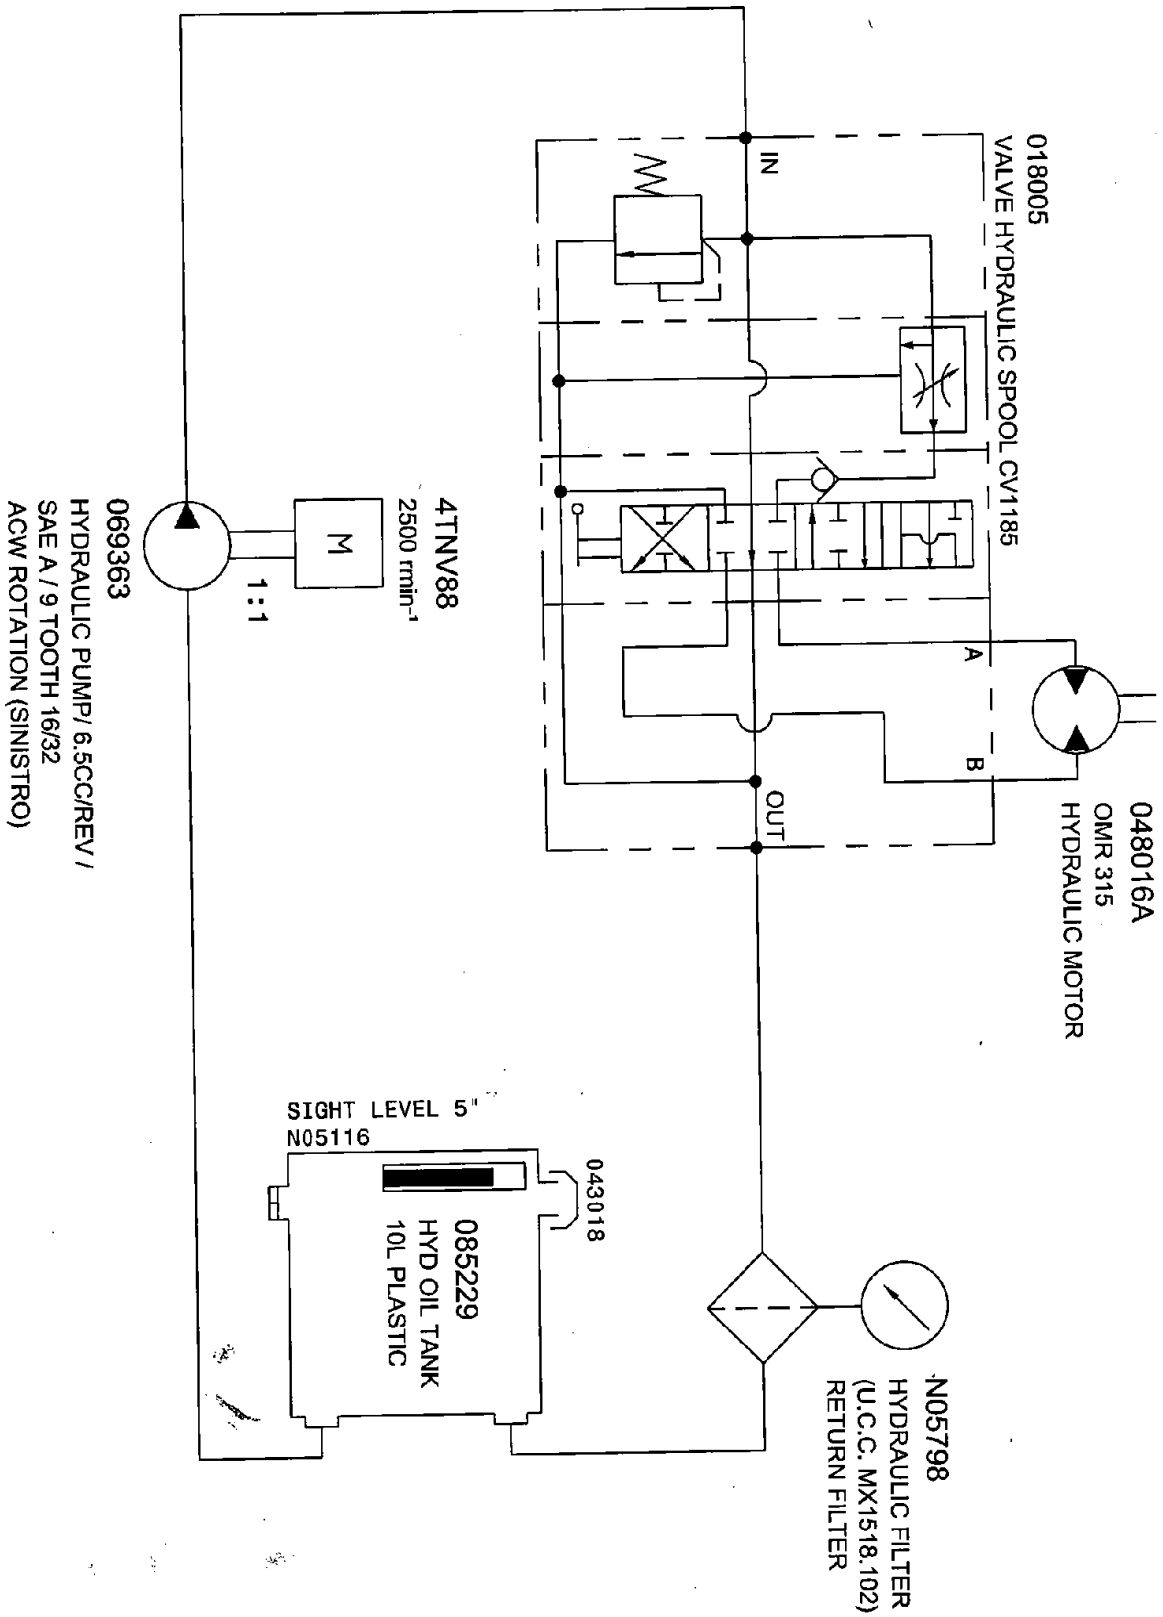 018005
VALVE HYDRAULIC SPOOL CV1185
IN
A
B
OUT
048016A
OMR 315
HYDRAULIC MOTOR
4TNV88
2500 rmin⁻¹
M
1 : 1
069363
HYDRAULIC PUMP/ 6.5CC/REV /
SAE A / 9 TOOTH 16/32
ACW ROTATION (SINISTRO)
SIGHT LEVEL 5"
N05116
043018
085229
HYD OIL TANK
10L PLASTIC
N05798
HYDRAULIC FILTER
(U.C.C. MX1518.102)
RETURN FILTER